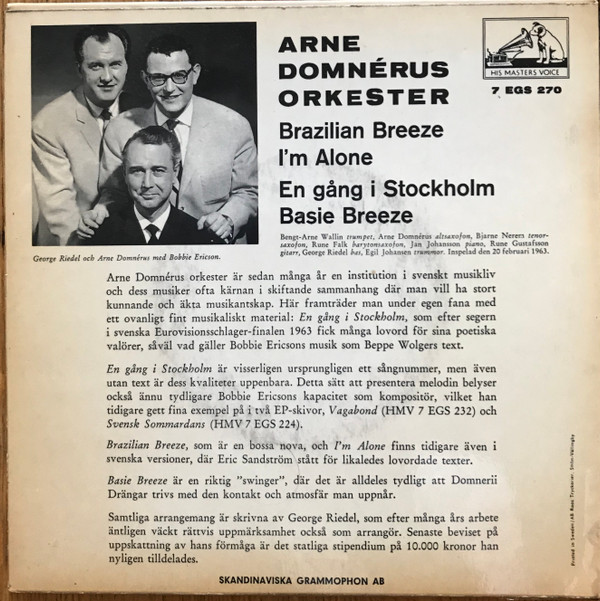 ARNE
DOMNÉRUS
ORKESTER
HIS MASTERS VOICE
7 EGS 270
Brazilian Breeze
I'm Alone
En gång i Stockholm
Basie Breeze
Bengt-Arne Wallin trumpet, Arne Domnérus altsaxofon, Bjarne Nerem tenor-
saxofon, Rune Falk barytonsaxofon, Jan Johansson piano, Rune Gustafsson
gitarr, George Riedel bas, Egil Johansen trummor. Inspelad den 20 februari 1963.
George Riedel och Arne Domnérus med Bobbie Ericson.
Arne Domnérus orkester är sedan många år en institution i svenskt musikliv
och dess musiker ofta kärnan i skiftande sammanhang där man vill ha stort
kunnande och äkta musikantskap. Här framträder man under egen fana med
ett ovanligt fint musikaliskt material: En gång i Stockholm, som efter segern
i svenska Eurovisionsschlager-finalen 1963 fick många lovord för sina poetiska
valörer, såväl vad gäller Bobbie Ericsons musik som Beppe Wolgers text.
En gång i Stockholm är visserligen ursprungligen ett sångnummer, men även
utan text är dess kvaliteter uppenbara. Detta sätt att presentera melodin belyser
också ännu tydligare Bobbie Ericsons kapacitet som kompositör, vilket han
tidigare gett fina exempel på i två EP-skivor, Vagabond (HMV 7 EGS 232) och
Svensk Sommardans (HMV 7 EGS 224).
Brazilian Breeze, som är en bossa nova, och I'm Alone finns tidigare även i
svenska versioner, där Eric Sandström stått för likaledes lovordade texter.
Basie Breeze är en riktig "swinger", där det är alldeles tydligt att Domnerii
Drängar trivs med den kontakt och atmosfär man uppnår.
Samtliga arrangemang är skrivna av George Riedel, som efter många års arbete
äntligen väckt rättvis uppmärksamhet också som arrangör. Senaste beviset på
uppskattning av hans förmåga är det statliga stipendium på 10.000 kronor han
nyligen tilldelades.
SKANDINAVISKA GRAMMOPHON AB
Printed in Sweden/AB